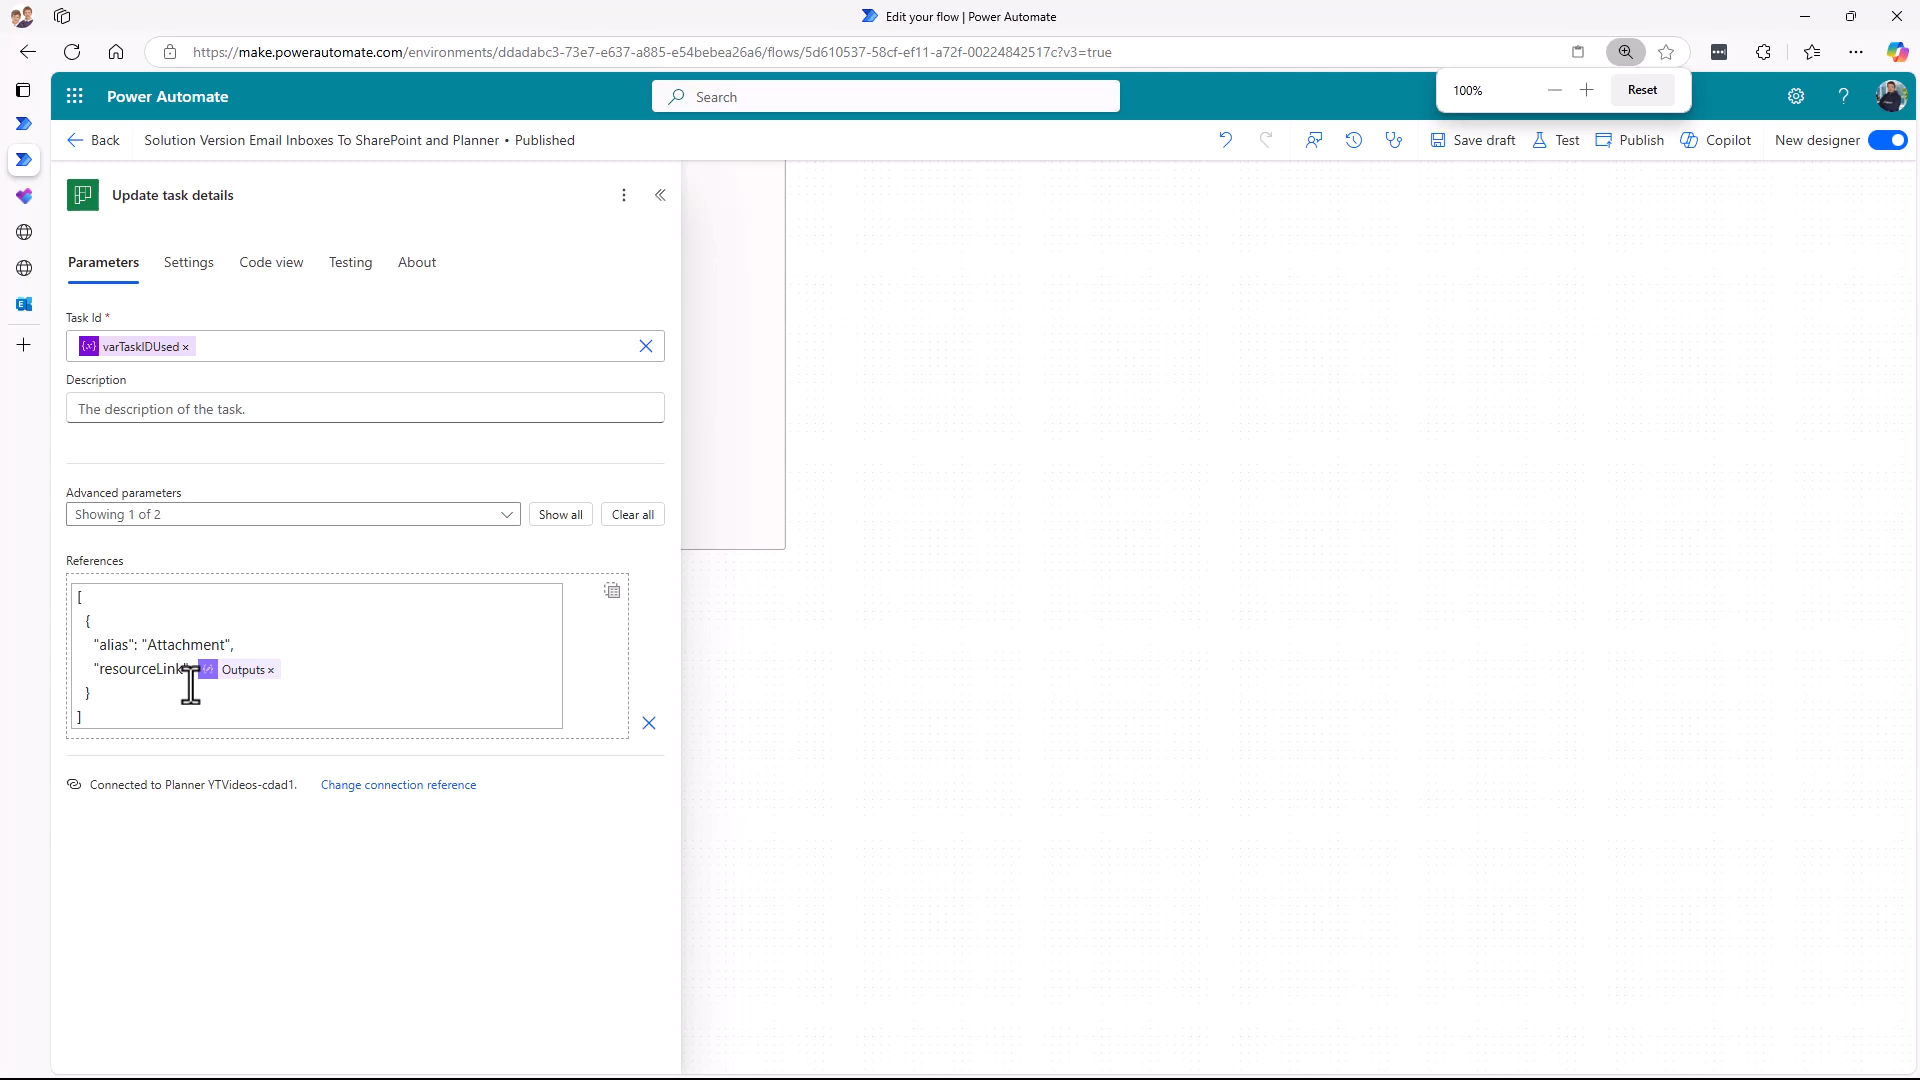 Edit your flow | Power Automate
https://make.powerautomate.com/environments/ddadabc3-73e7-e637-a885-e54bebea26a6/flows/5d610537-58cf-ef11-a72f-00224842517c?v3=true
Power Automate
Search
100%
Reset
Back
Solution Version Email Inboxes To SharePoint and Planner • Published
Save draft
Test
Publish
Copilot
New designer
Update task details
Parameters
Settings
Code view
Testing
About
Task Id *
{x} varTaskIDUsed ×
Description
The description of the task.
Advanced parameters
Showing 1 of 2
Show all
Clear all
References
[
{
"alias": "Attachment",
"resourceLink" Outputs ×
}
]
Connected to Planner YTVideos-cdad1.
Change connection reference